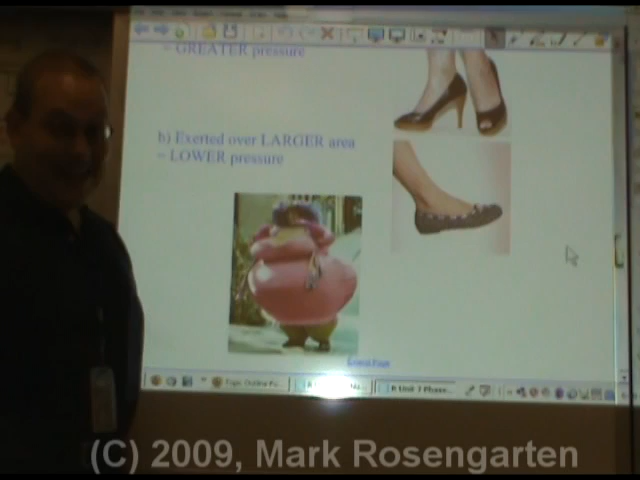 = GREATER pressure
b) Exerted over LARGER area
= LOWER pressure
(C) 2009, Mark Rosengarten